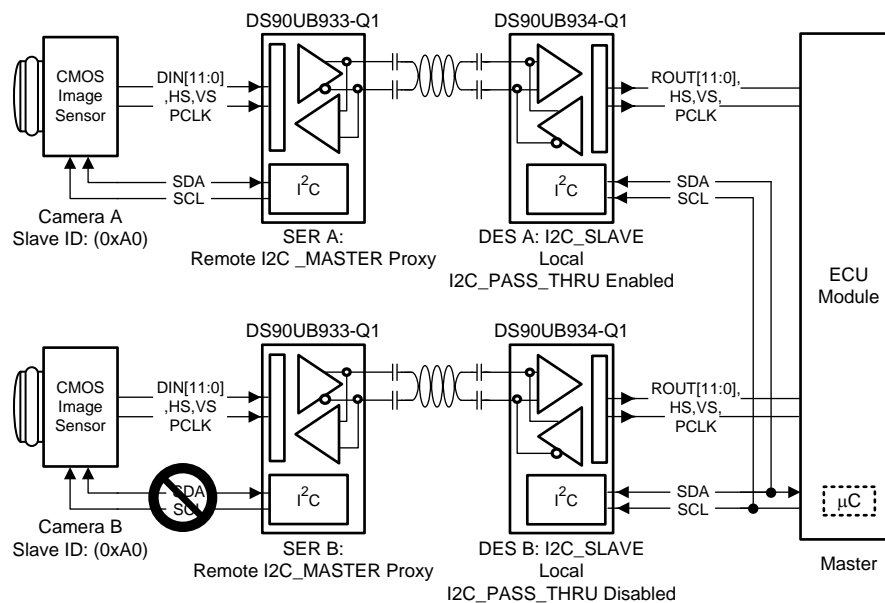 DS90UB933-Q1
DS90UB934-Q1
CMOS
Image
Sensor
DIN[11:0]
,HS,VS
PCLK
ROUT[11:0],
HS,VS,
PCLK
SDA
SCL
I²C
I²C
SDA
SCL
Camera A
Slave ID: (0xA0)
SER A:
Remote I2C _MASTER Proxy
DES A: I2C_SLAVE
Local
I2C_PASS_THRU Enabled
ECU
Module
DS90UB933-Q1
DS90UB934-Q1
CMOS
Image
Sensor
DIN[11:0]
,HS,VS
PCLK
ROUT[11:0],
HS,VS,
PCLK
SDA
SCL
I²C
I²C
SDA
SCL
µC
Camera B
Slave ID: (0xA0)
SER B:
Remote I2C_MASTER Proxy
DES B: I2C_SLAVE
Local
I2C_PASS_THRU Disabled
Master